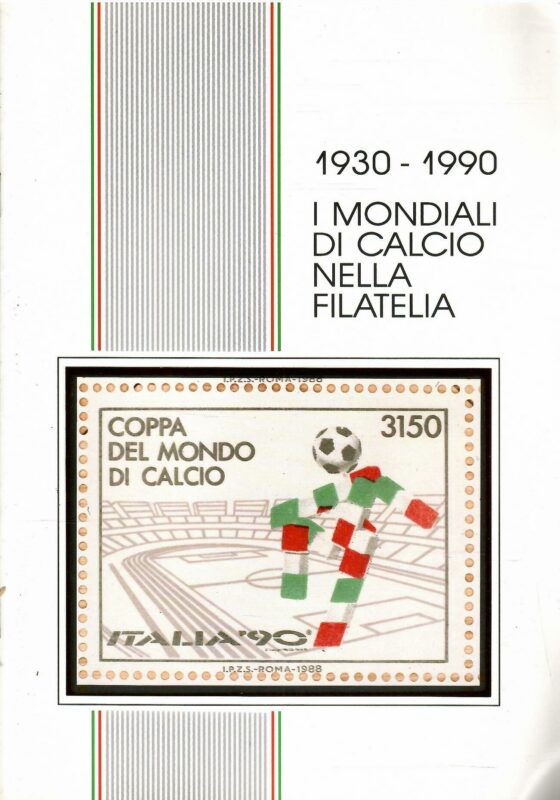 1930 - 1990
I MONDIALI
DI CALCIO
NELLA
FILATELIA
I.P.Z.S.-ROMA-1988
COPPA
DEL MONDO
DI CALCIO
3150
ITALIA'90
I.P.Z.S.-ROMA-1988